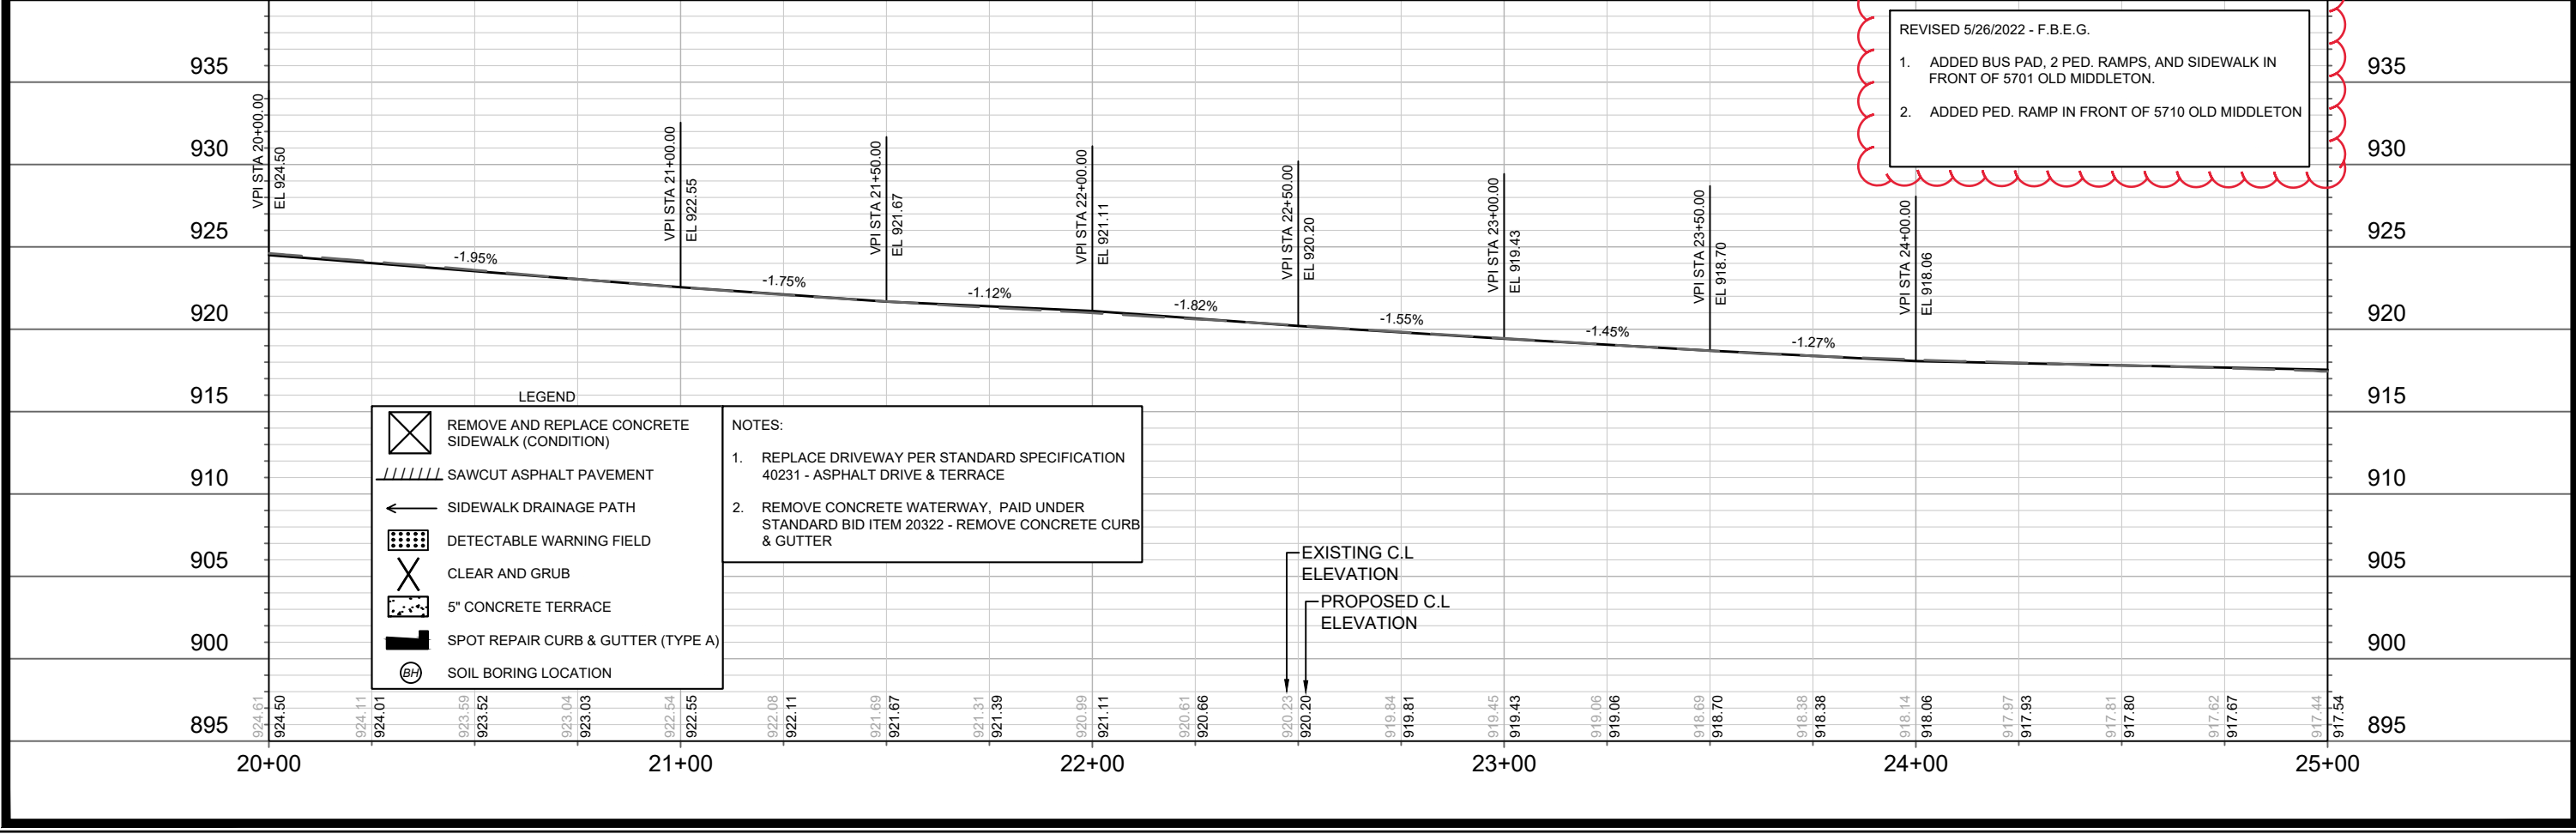 REVISED 5/26/2022 - F.B.E.G.
1. ADDED BUS PAD, 2 PED. RAMPS, AND SIDEWALK IN
FRONT OF 5701 OLD MIDDLETON.
2. ADDED PED. RAMP IN FRONT OF 5710 OLD MIDDLETON
935 935
930 930
925 925
920 920
915 915
910 910
905 905
900 900
895 895
VPI STA 20+00.00
EL 924.50
VPI STA 21+00.00
EL 922.55
VPI STA 21+50.00
EL 921.67
VPI STA 22+00.00
EL 921.11
VPI STA 22+50.00
EL 920.20
VPI STA 23+00.00
EL 919.43
VPI STA 23+50.00
EL 918.70
VPI STA 24+00.00
EL 918.06
-1.95%
-1.75%
-1.12%
-1.82%
-1.55%
-1.45%
-1.27%
LEGEND
REMOVE AND REPLACE CONCRETE
SIDEWALK (CONDITION)
SAWCUT ASPHALT PAVEMENT
SIDEWALK DRAINAGE PATH
DETECTABLE WARNING FIELD
CLEAR AND GRUB
5" CONCRETE TERRACE
SPOT REPAIR CURB & GUTTER (TYPE A)
BH SOIL BORING LOCATION
NOTES:
1. REPLACE DRIVEWAY PER STANDARD SPECIFICATION
40231 - ASPHALT DRIVE & TERRACE
2. REMOVE CONCRETE WATERWAY, PAID UNDER
STANDARD BID ITEM 20322 - REMOVE CONCRETE CURB
& GUTTER
EXISTING C.L
ELEVATION
PROPOSED C.L
ELEVATION
924.61
924.50
924.11
924.01
923.59
923.52
923.04
923.03
922.54
922.55
922.08
922.11
921.69
921.67
921.31
921.39
920.99
921.11
920.61
920.66
920.23
920.20
919.84
919.81
919.45
919.43
919.06
919.06
918.69
918.70
918.38
918.38
918.14
918.06
917.97
917.93
917.81
917.80
917.62
917.67
917.44
917.54
20+00 21+00 22+00 23+00 24+00 25+00